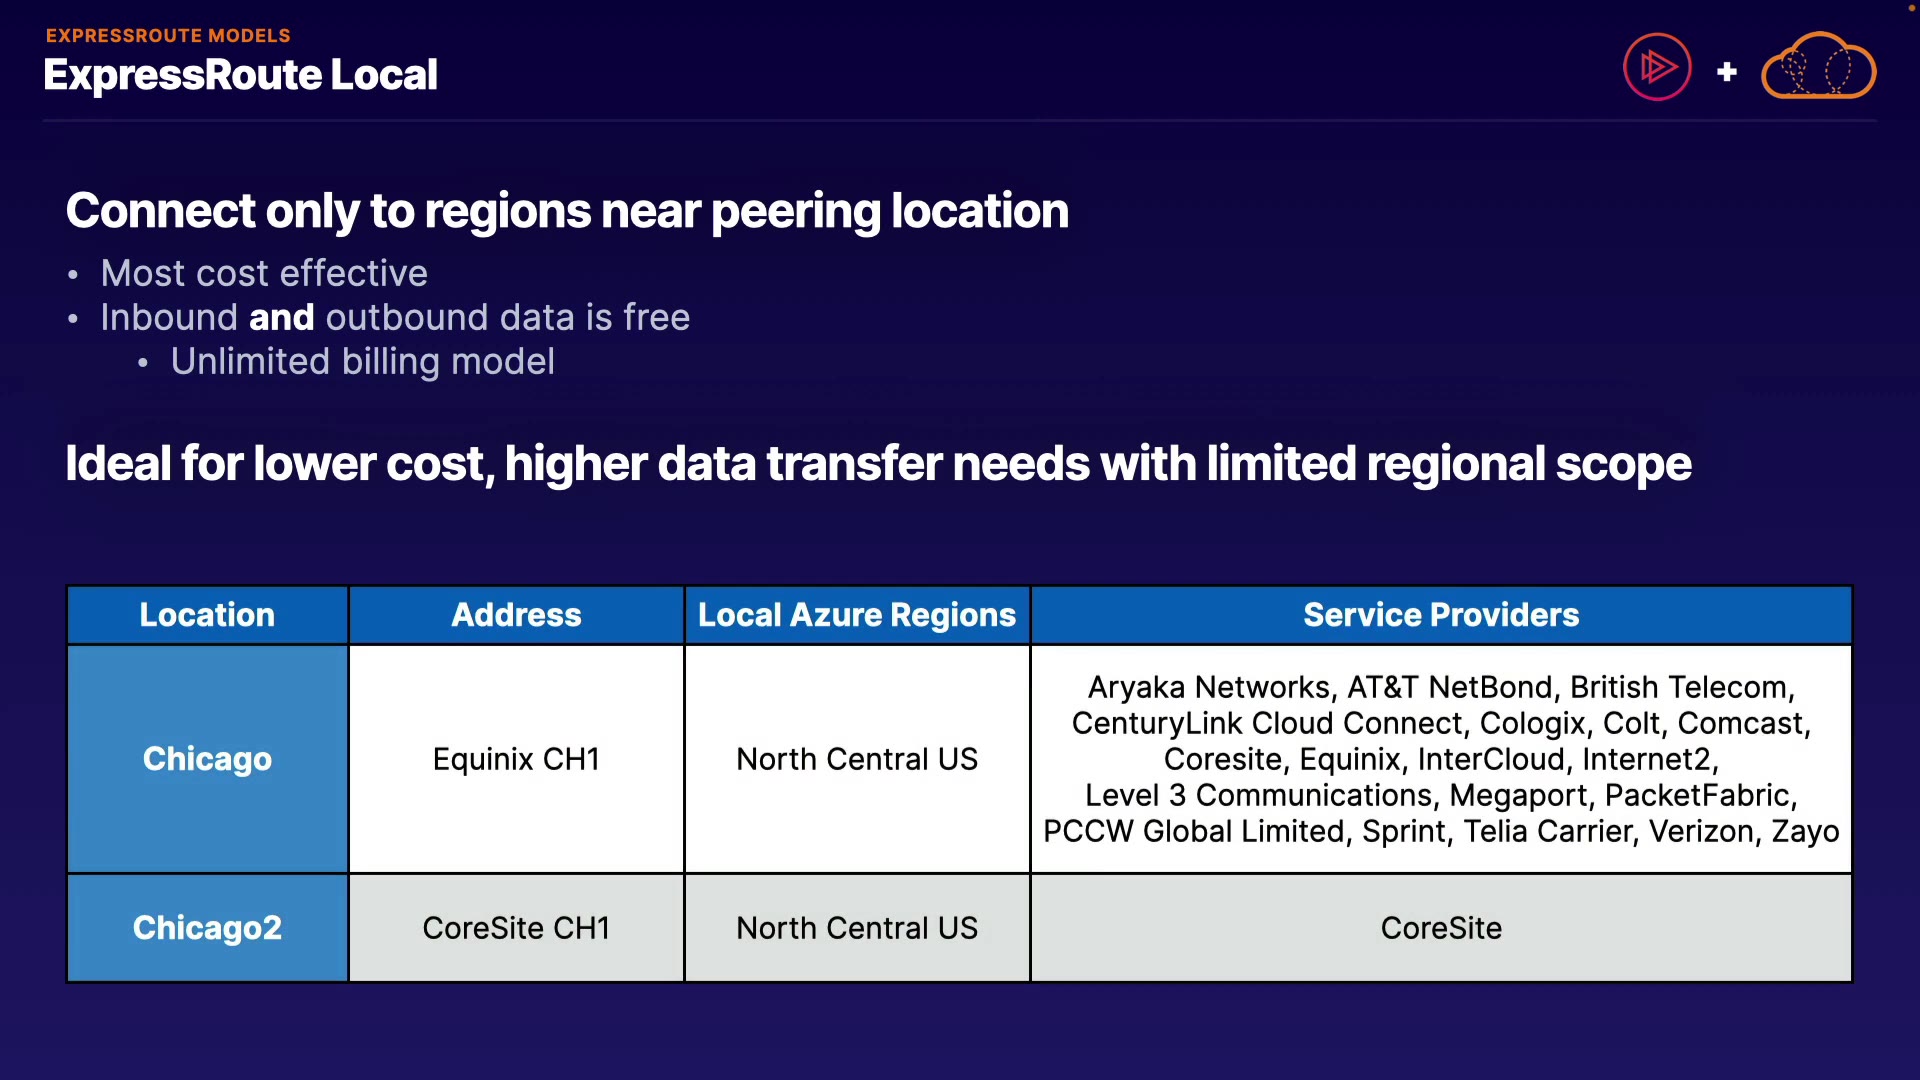 EXPRESSROUTE MODELS
ExpressRoute Local
+
Connect only to regions near peering location
• Most cost effective
• Inbound and outbound data is free
• Unlimited billing model
Ideal for lower cost, higher data transfer needs with limited regional scope
Location Address Local Azure Regions Service Providers
Chicago Equinix CH1 North Central US
Aryaka Networks, AT&T NetBond, British Telecom,
CenturyLink Cloud Connect, Cologix, Colt, Comcast,
Coresite, Equinix, InterCloud, Internet2,
Level 3 Communications, Megaport, PacketFabric,
PCCW Global Limited, Sprint, Telia Carrier, Verizon, Zayo
Chicago2 CoreSite CH1 North Central US CoreSite